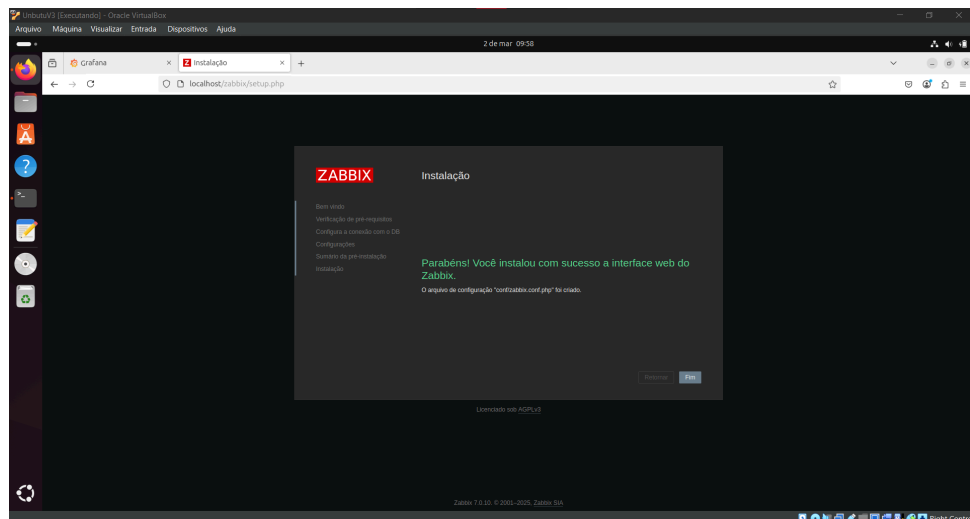 UnbutuV3 [Executando] - Oracle VirtualBox
Arquivo Máquina Visualizar Entrada Dispositivos Ajuda
2 de mar 09:58
Grafana
Instalação
localhost/zabbix/setup.php
ZABBIX
Instalação
Bem vindo
Verificação de pré-requisitos
Configura a conexão com o DB
Configurações
Sumário da pré-instalação
Instalação
Parabéns! Você instalou com sucesso a interface web do
Zabbix.
O arquivo de configuração "conf/zabbix.conf.php" foi criado.
Retornar Fim
Licenciado sob AGPLv3
Zabbix 7.0.10. © 2001–2025, Zabbix SIA
Right Control